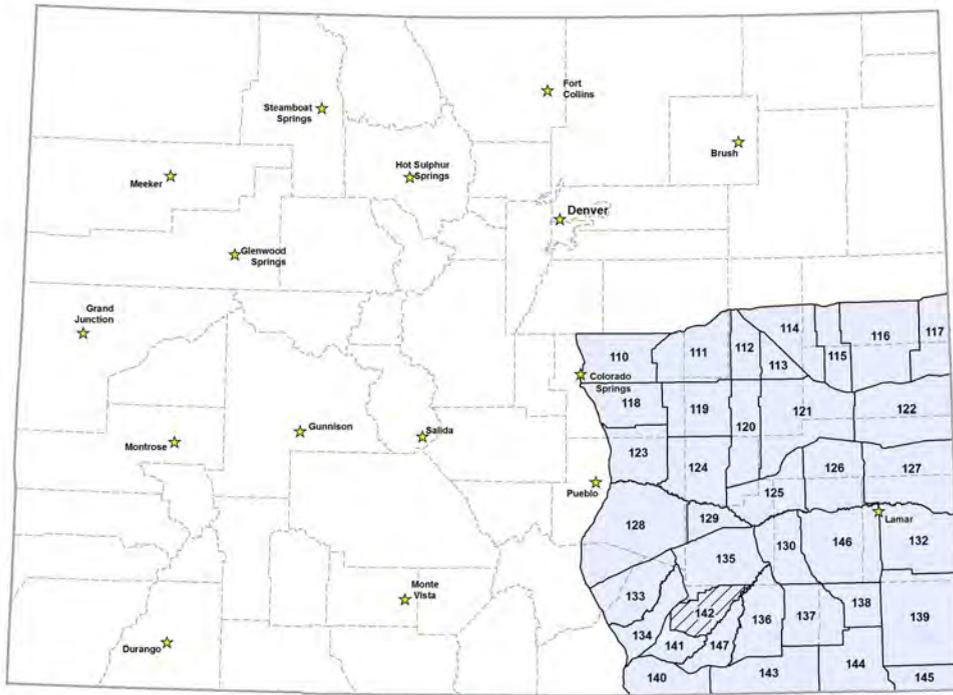 Fort
Collins
Steamboat
Springs
Brush
Hot Sulphur
Springs
Meeker
Denver
Glenwood
Springs
Grand
Junction
114
117
116
112
111
110
115
113
Colorado
Springs
118
119
121
122
120
Gunnison
Salida
Montrose
123
124
126
127
125
Pueblo
128
129
Lamar
132
146
130
135
Monte
Vista
133
138
137
142
139
136
134
Durango
141
147
144
143
140
145